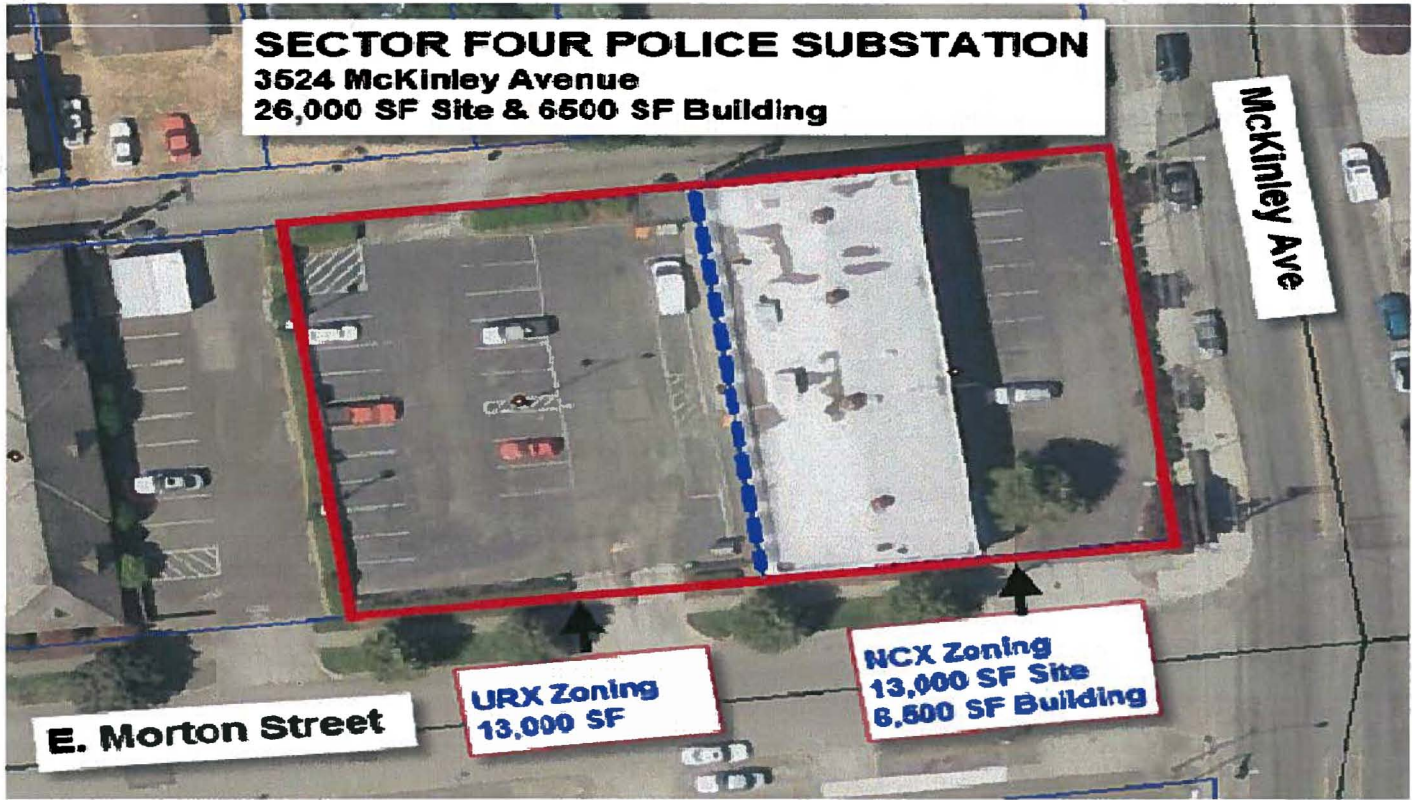 SECTOR FOUR POLICE SUBSTATION
3524 McKinley Avenue
26,000 SF Site & 6500 SF Building
McKinley Ave
URX Zoning
13,000 SF
NCX Zoning
13,000 SF Site
6,500 SF Building
E. Morton Street